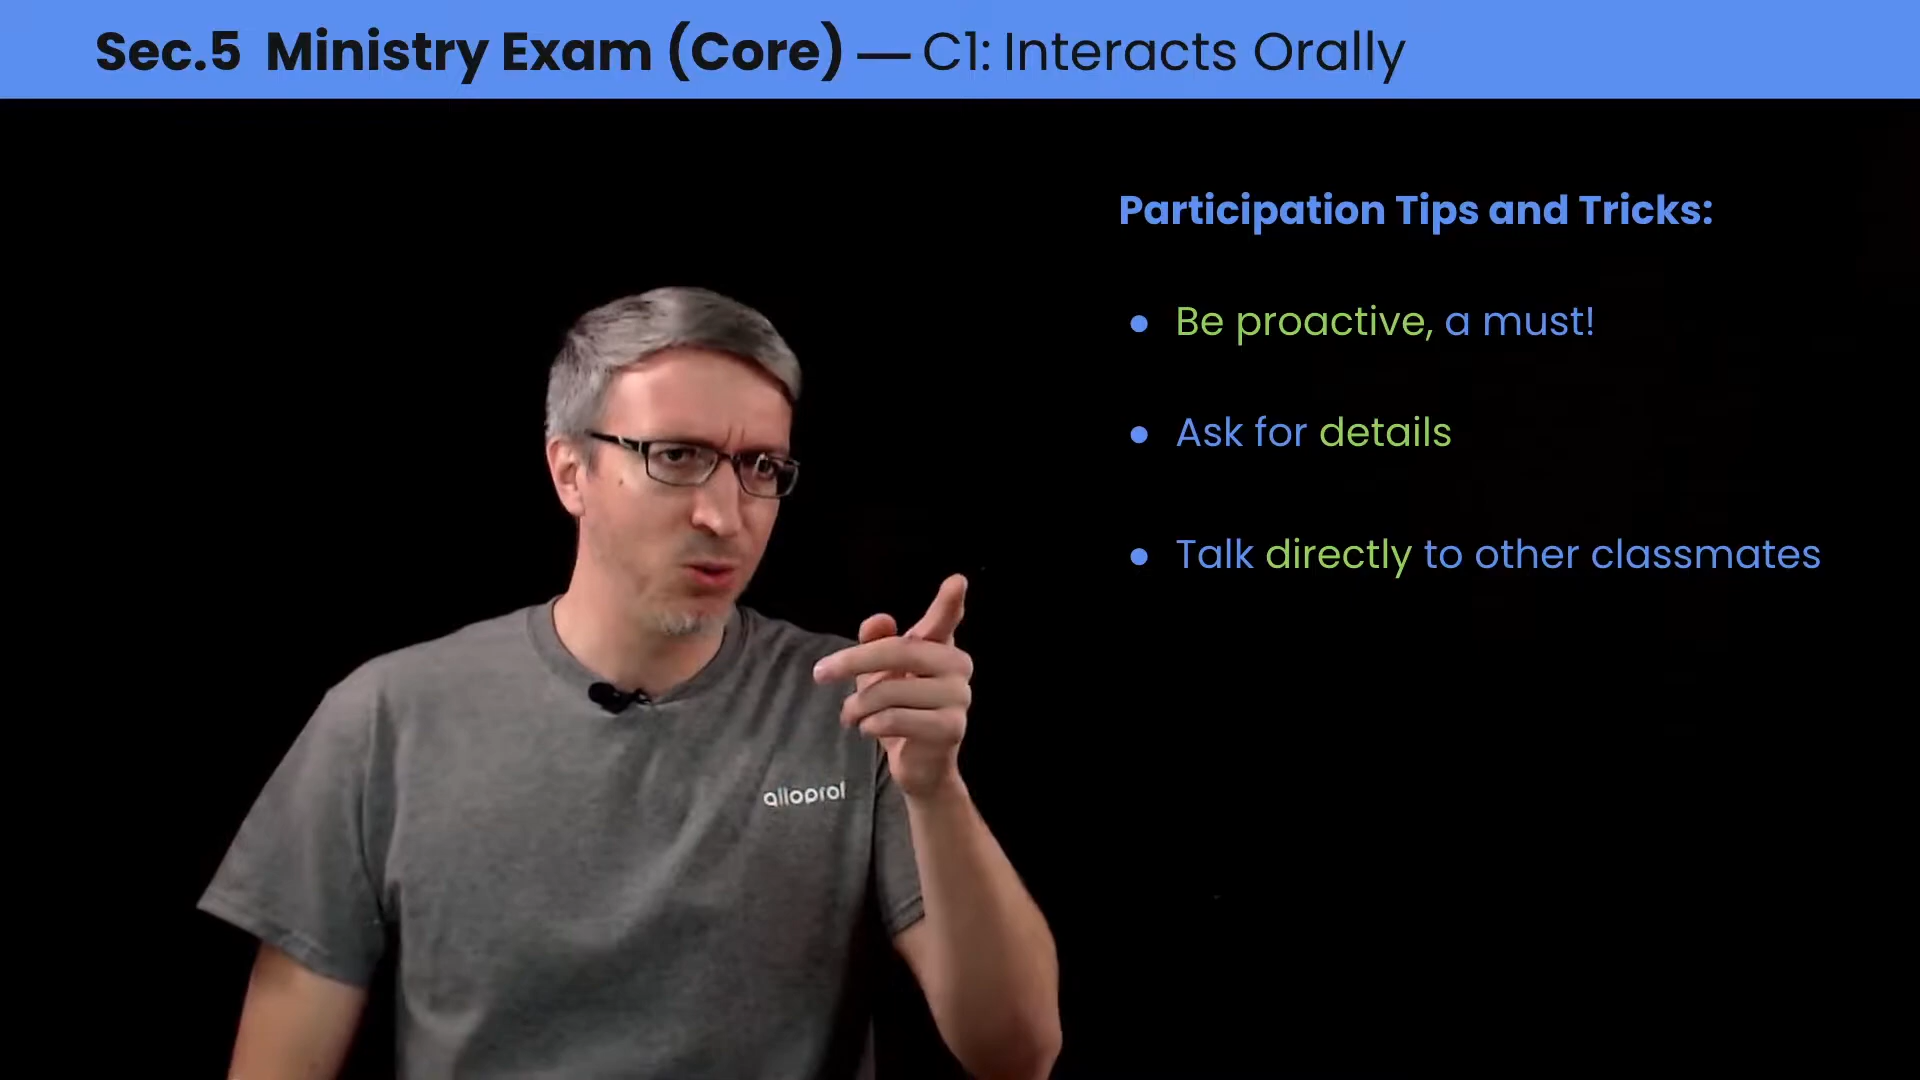 Sec.5 Ministry Exam (Core) — C1: Interacts Orally
Participation Tips and Tricks:
● Be proactive, a must!
● Ask for details
● Talk directly to other classmates
alloprof